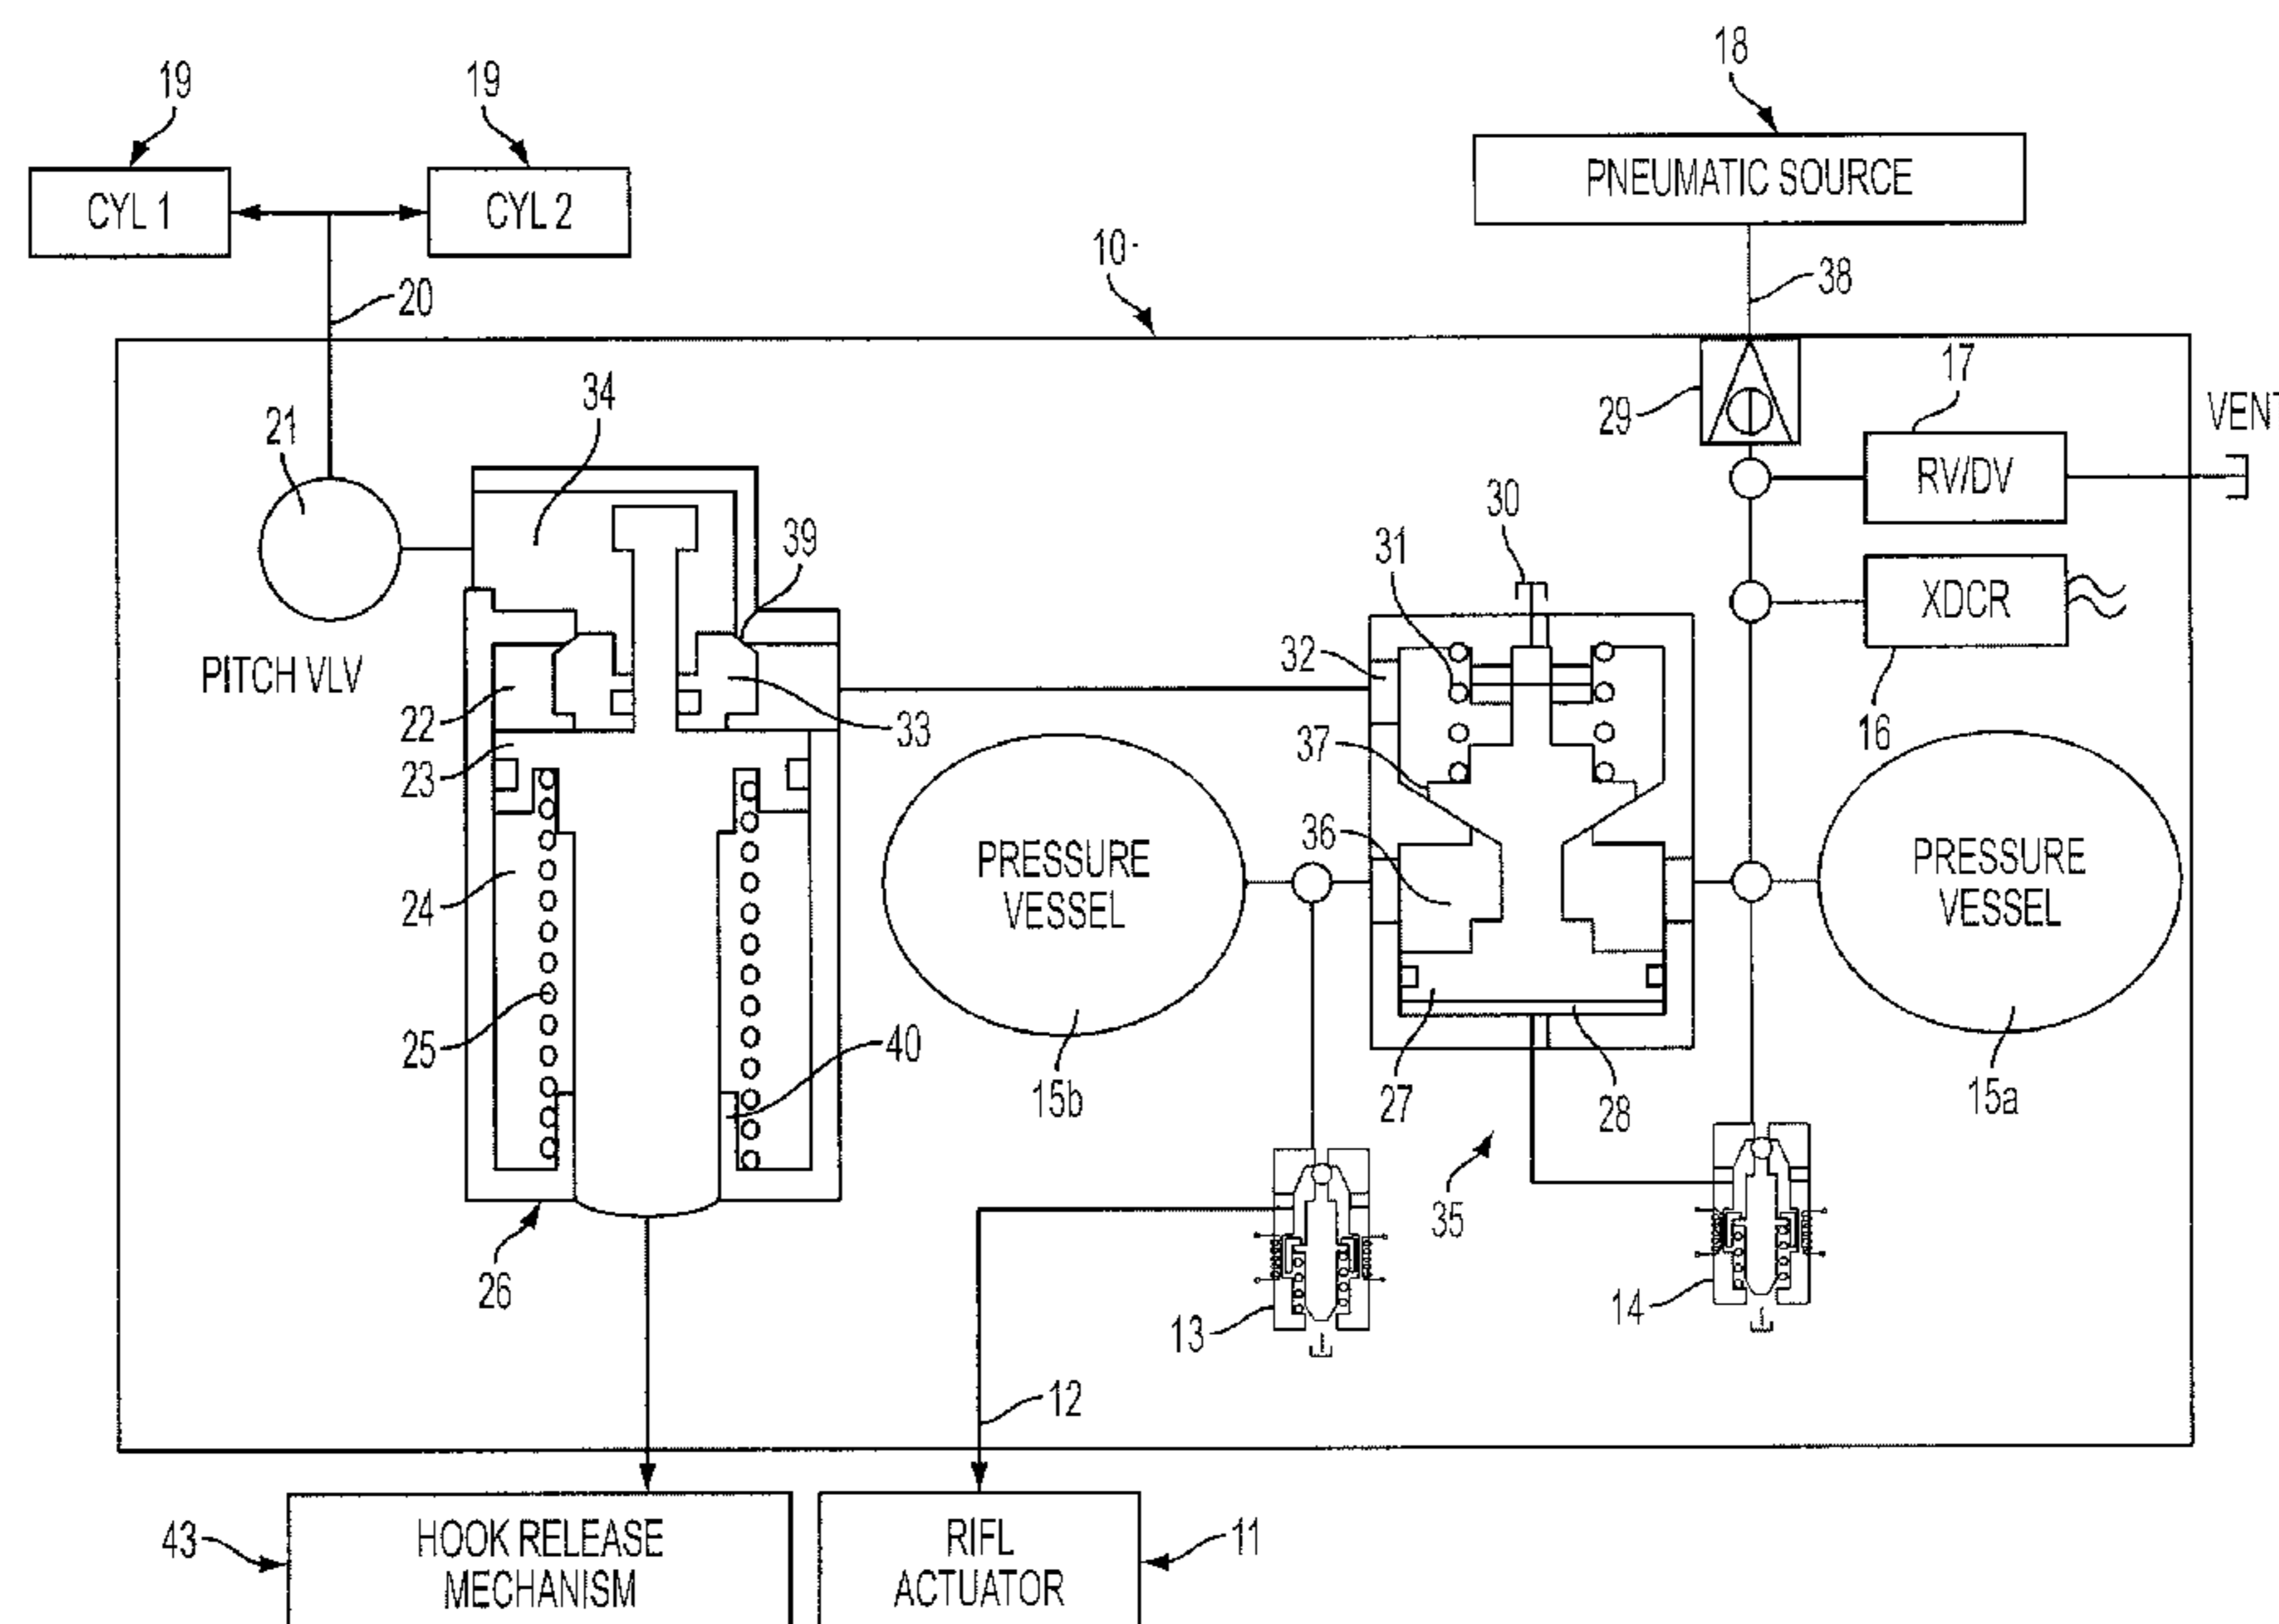 19
19
18
CYL 1
CYL 2
PNEUMATIC SOURCE
10
38
20
17
34
21
29
VENT
RV/DV
30
39
31
XDCR
PITCH VLV
32
22
33
37
16
23
36
PRESSURE
VESSEL
PRESSURE
VESSEL
24
25
40
15b
27
28
15a
35
26
13
14
12
43
HOOK RELEASE
MECHANISM
RIFL
ACTUATOR
11